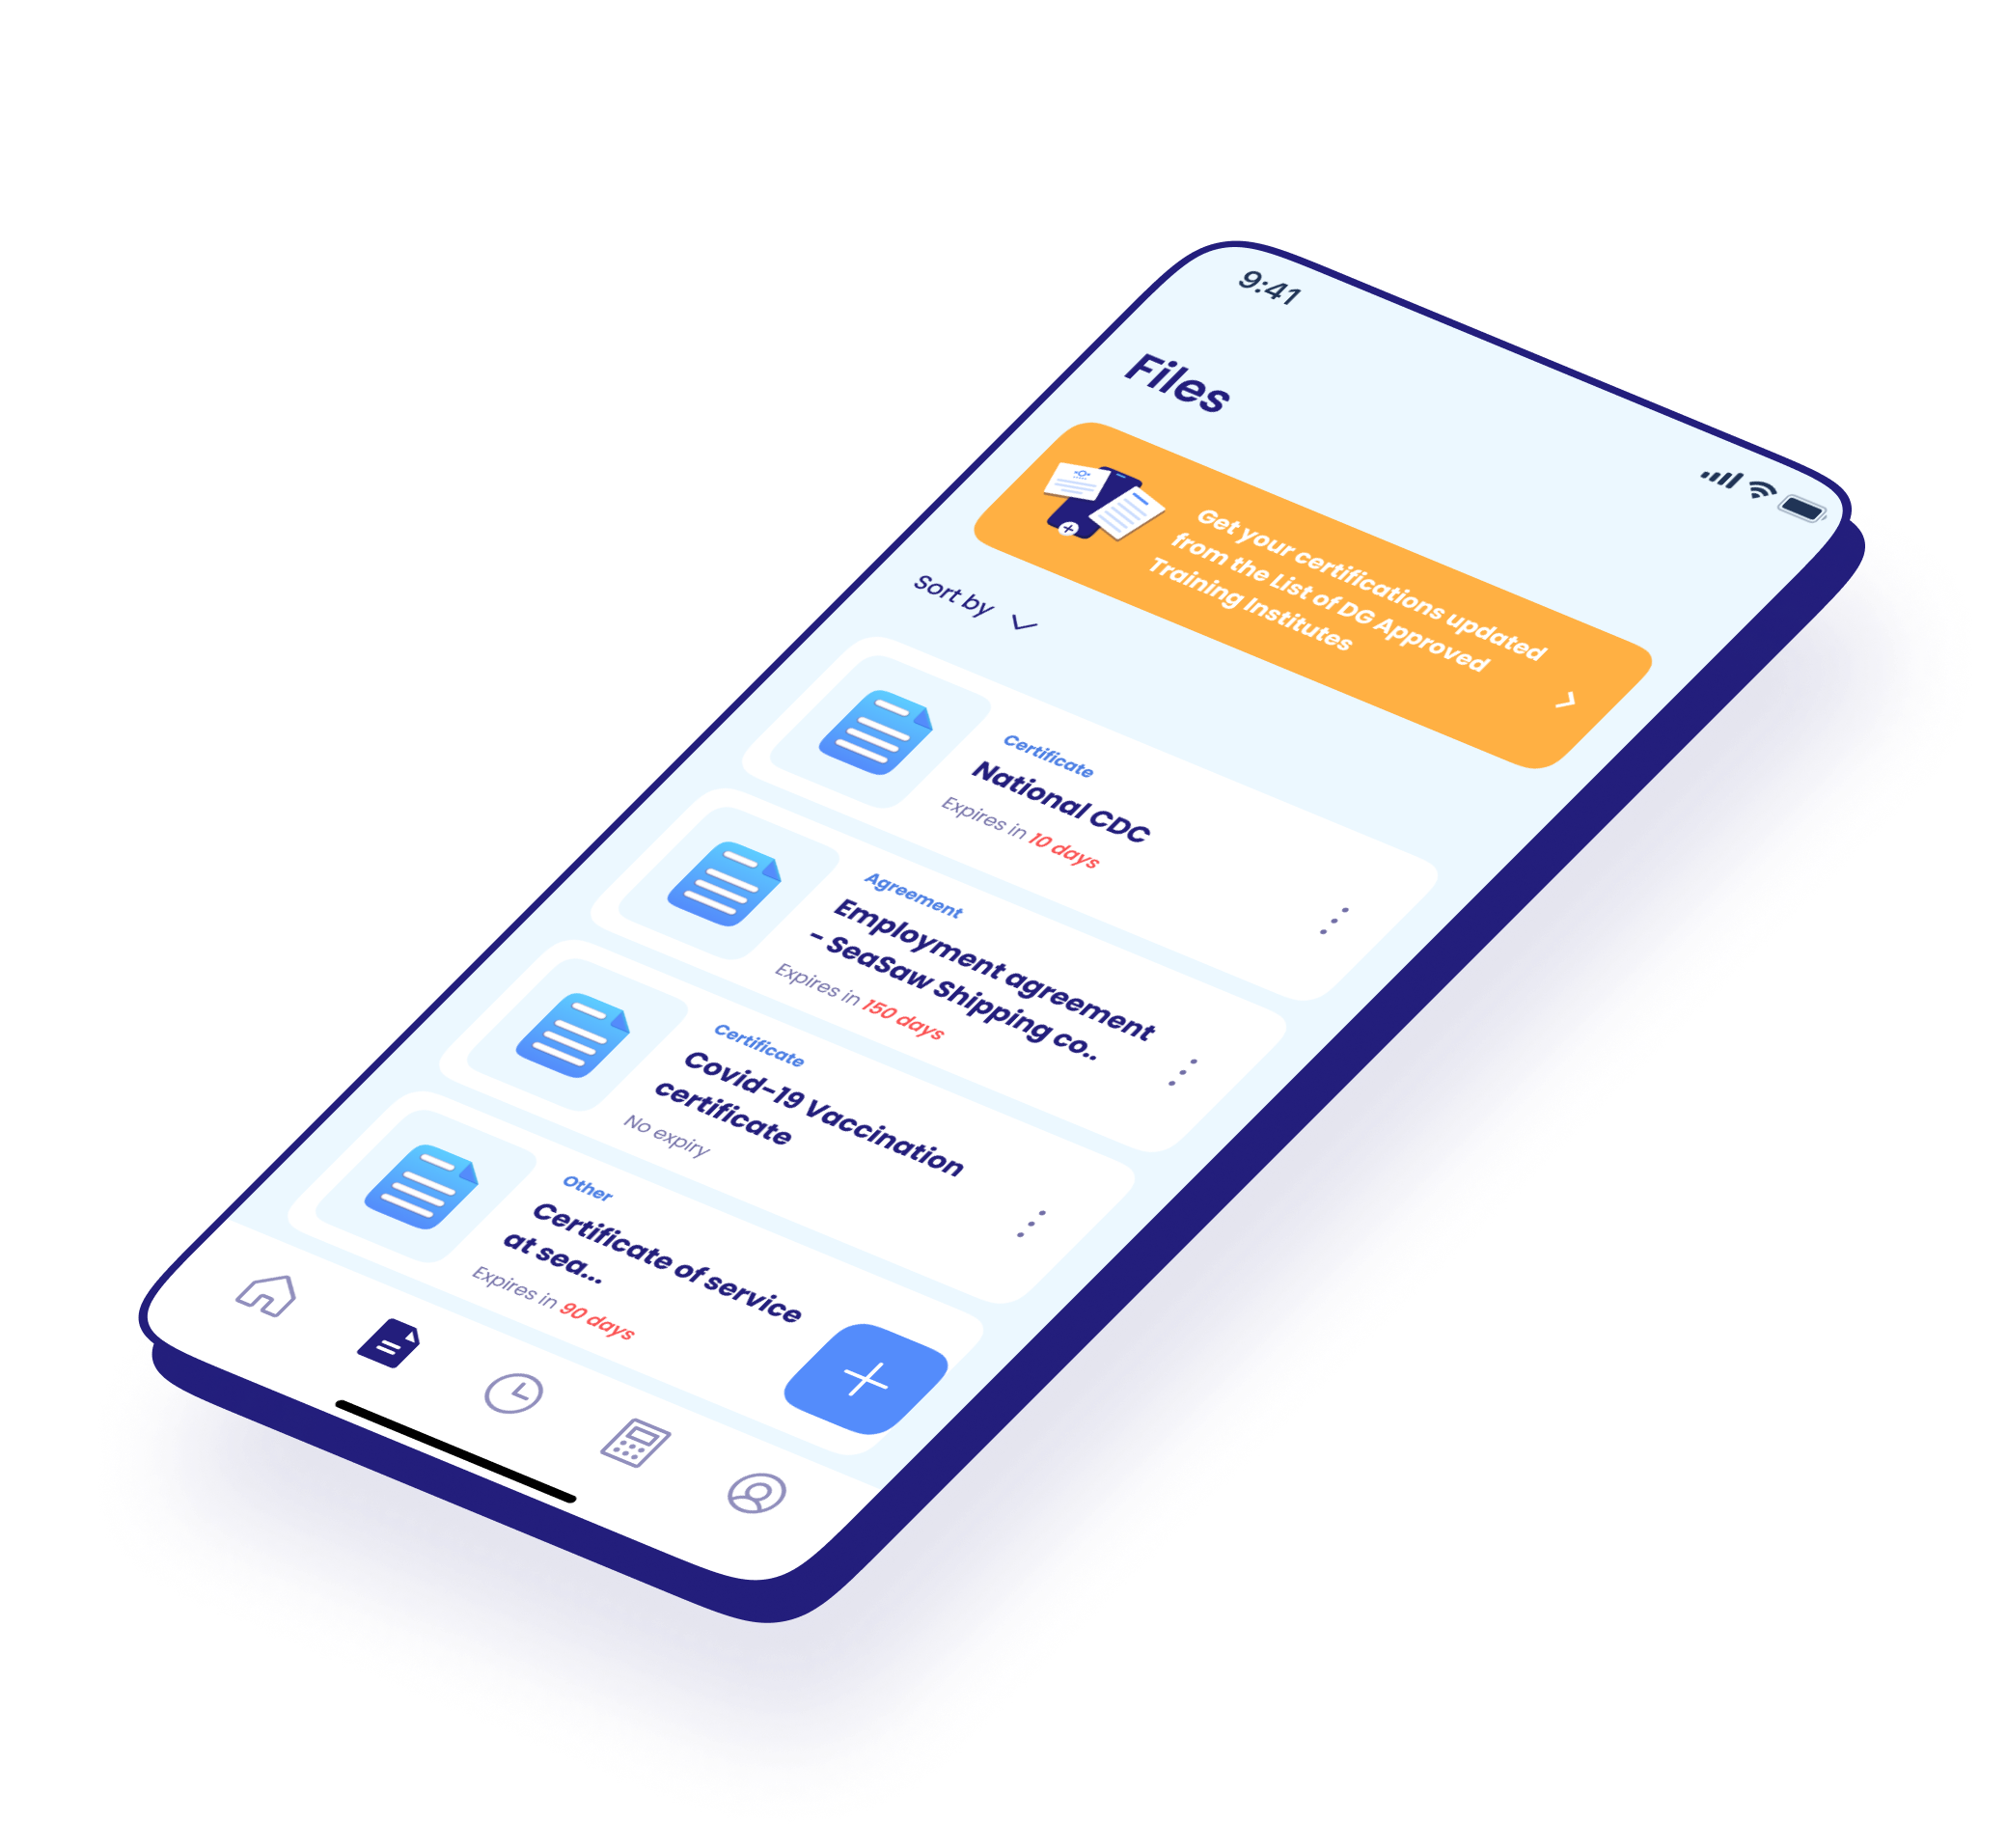 9:41
Files
Get your certifications updated
from the List of DG Approved
Training Institutes
Sort by
Certificate
National CDC
Expires in 10 days
Agreement
Employment agreement
- SeaSaw Shipping co..
Expires in 150 days
Certificate
Covid-19 Vaccination
certificate
No expiry
Other
Certificate of service
at sea...
Expires in 90 days